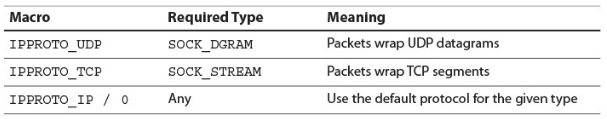 Macro Required Type Meaning
IPPROTO_UDP SOCK_DGRAM Packets wrap UDP datagrams
IPPROTO_TCP SOCK_STREAM Packets wrap TCP segments
IPPROTO_IP / 0 Any Use the default protocol for the given type